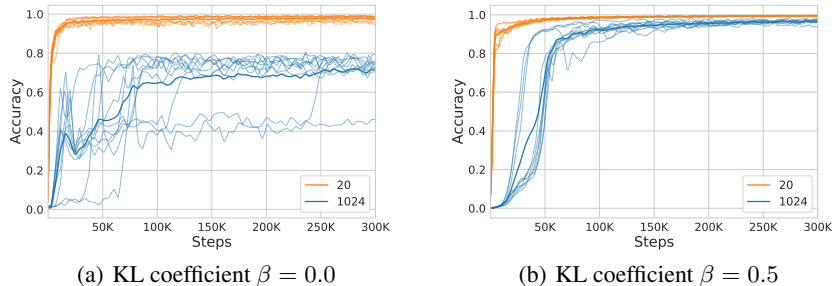 1.0
0.8
0.6
0.4
0.2
0.0
Accuracy
50K 100K 150K 200K 250K 300K
Steps
20
1024
(a) KL coefficient β = 0.0
1.0
0.8
0.6
0.4
0.2
0.0
Accuracy
50K 100K 150K 200K 250K 300K
Steps
20
1024
(b) KL coefficient β = 0.5